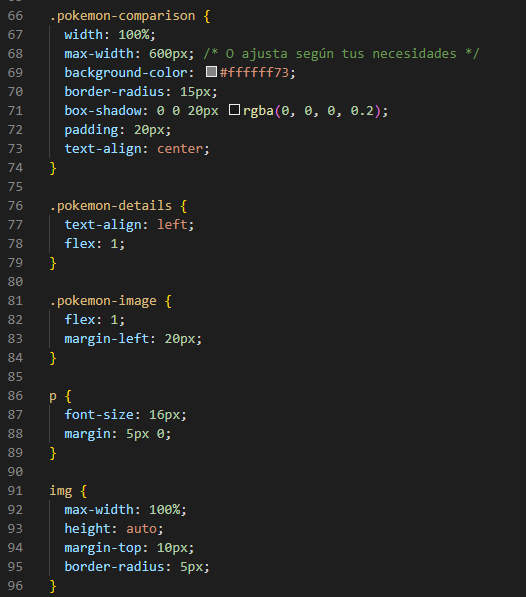 66 .pokemon-comparison {
67   width: 100%;
68   max-width: 600px; /* O ajusta según tus necesidades */
69   background-color: #ffffff73;
70   border-radius: 15px;
71   box-shadow: 0 0 20px rgba(0, 0, 0, 0.2);
72   padding: 20px;
73   text-align: center;
74 }
75
76 .pokemon-details {
77   text-align: left;
78   flex: 1;
79 }
80
81 .pokemon-image {
82   flex: 1;
83   margin-left: 20px;
84 }
85
86 p {
87   font-size: 16px;
88   margin: 5px 0;
89 }
90
91 img {
92   max-width: 100%;
93   height: auto;
94   margin-top: 10px;
95   border-radius: 5px;
96 }